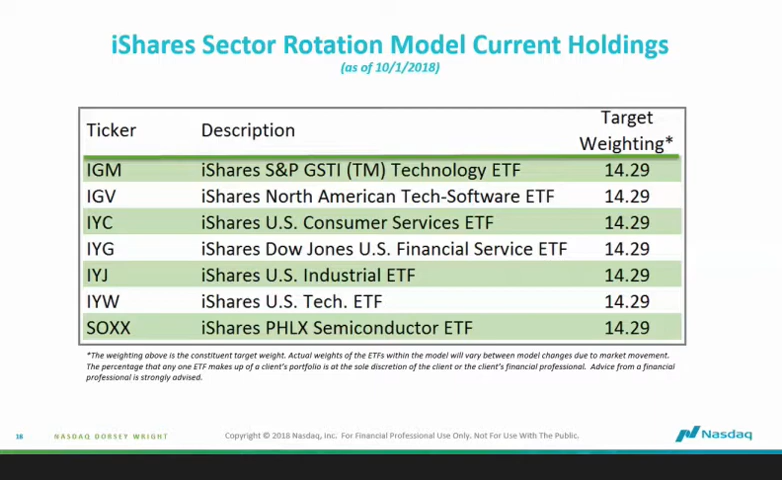 iShares Sector Rotation Model Current Holdings
(as of 10/1/2018)
Ticker Description Target Weighting*
IGM iShares S&P GSTI (TM) Technology ETF 14.29
IGV iShares North American Tech-Software ETF 14.29
IYC iShares U.S. Consumer Services ETF 14.29
IYG iShares Dow Jones U.S. Financial Service ETF 14.29
IYJ iShares U.S. Industrial ETF 14.29
IYW iShares U.S. Tech. ETF 14.29
SOXX iShares PHLX Semiconductor ETF 14.29
*The weighting above is the constituent target weight. Actual weights of the ETFs within the model will vary between model changes due to market movement.
The percentage that any one ETF makes up of a client's portfolio is at the sole discretion of the client or the client's financial professional. Advice from a financial
professional is strongly advised.
NASDAQ DORSEY WRIGHT Copyright © 2018 Nasdaq, Inc. For Financial Professional Use Only. Not For Use With The Public. Nasdaq